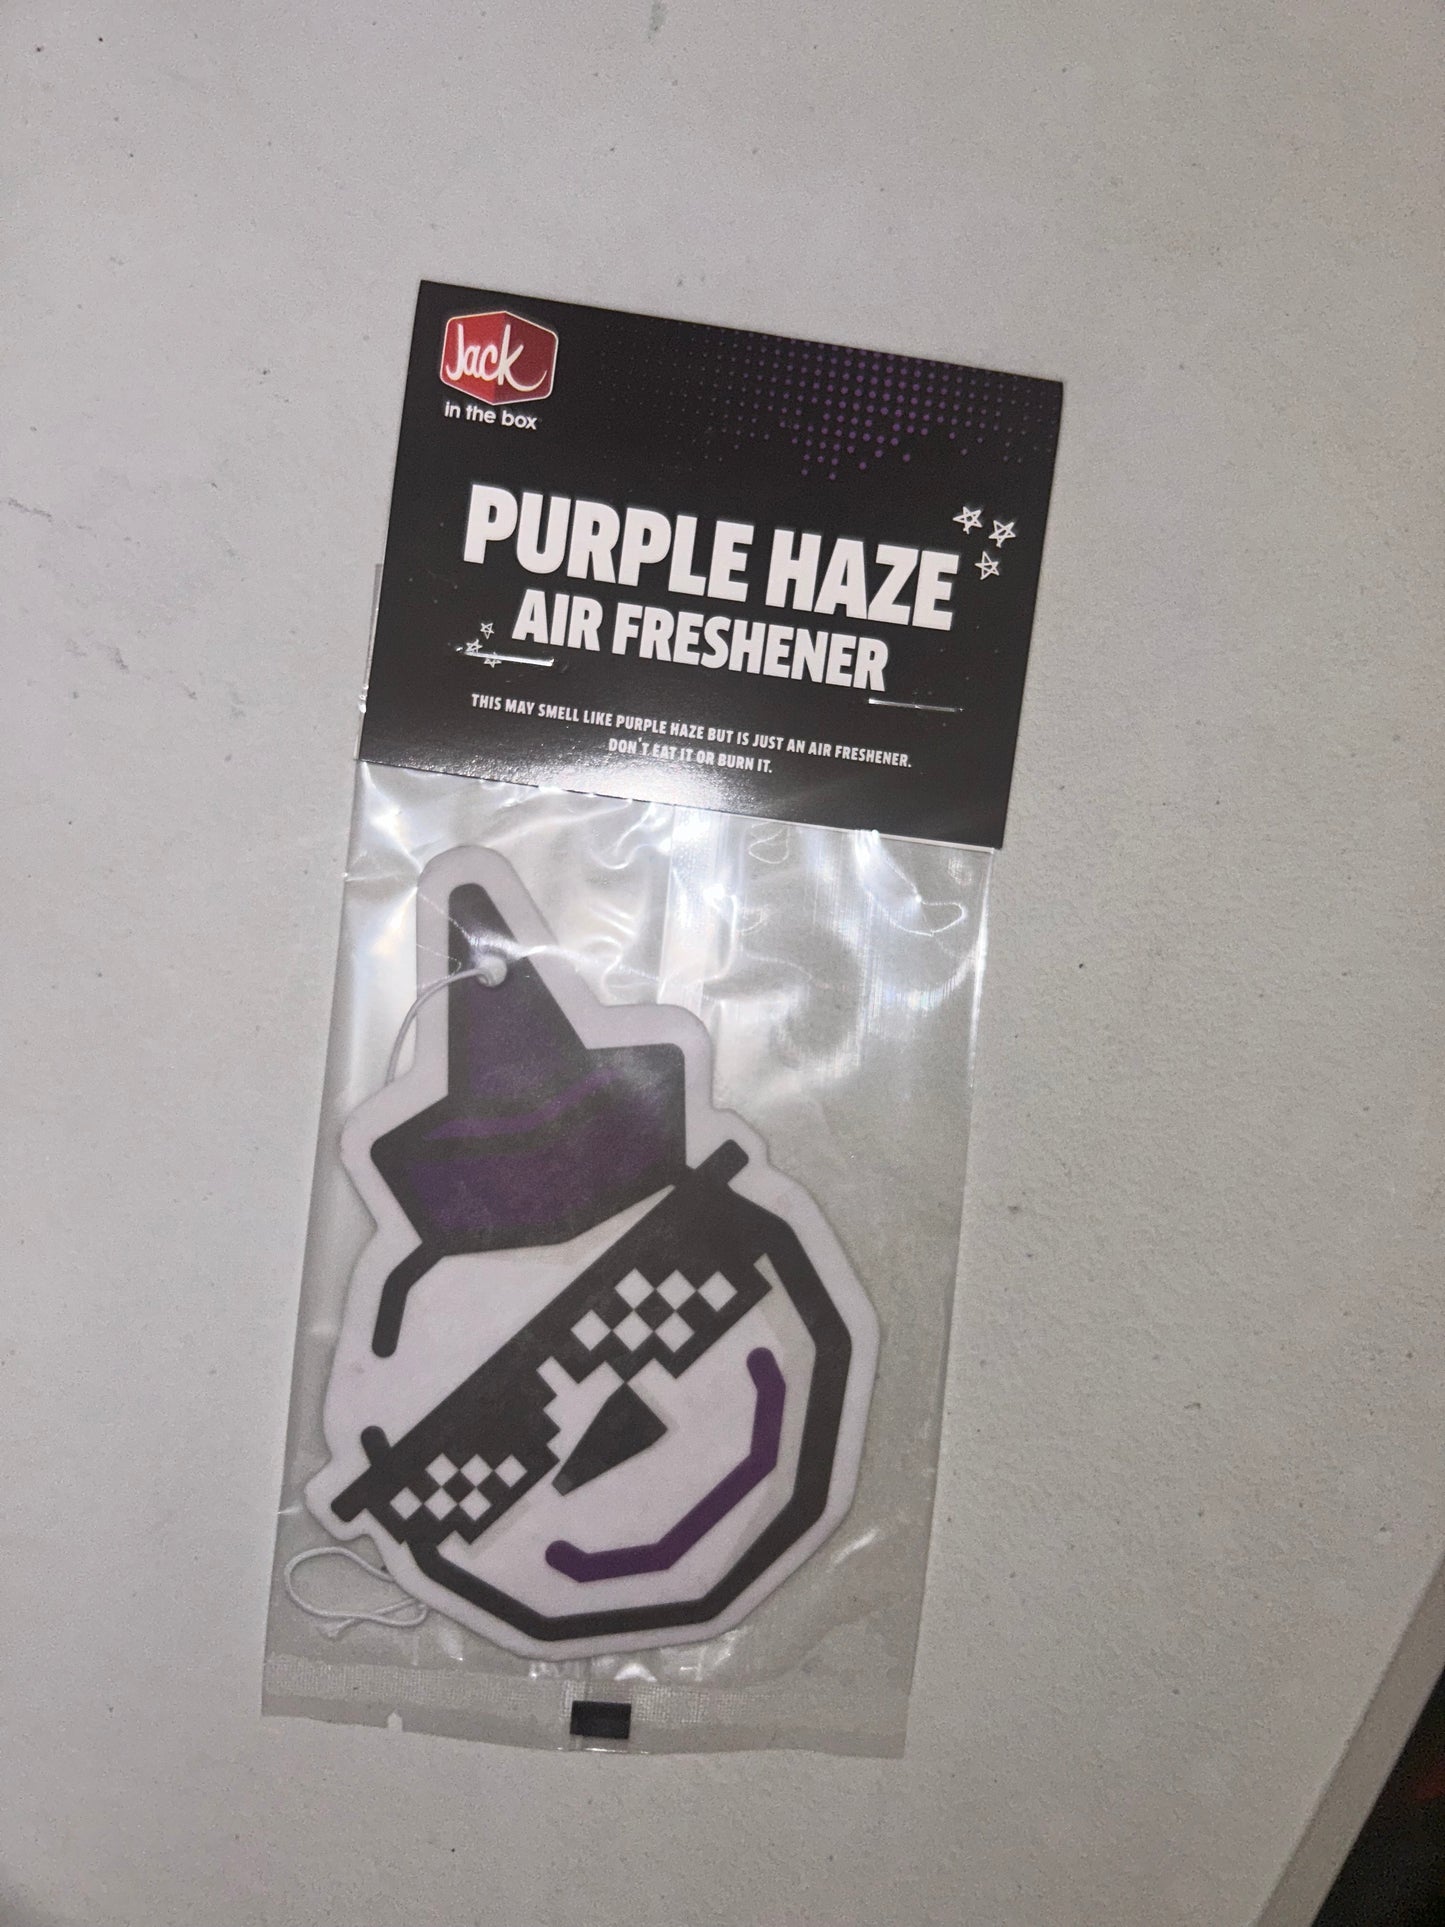 Jack
in the box
PURPLE HAZE
AIR FRESHENER
THIS MAY SMELL LIKE PURPLE HAZE BUT IS JUST AN AIR FRESHENER.
DON'T EAT IT OR BURN IT.